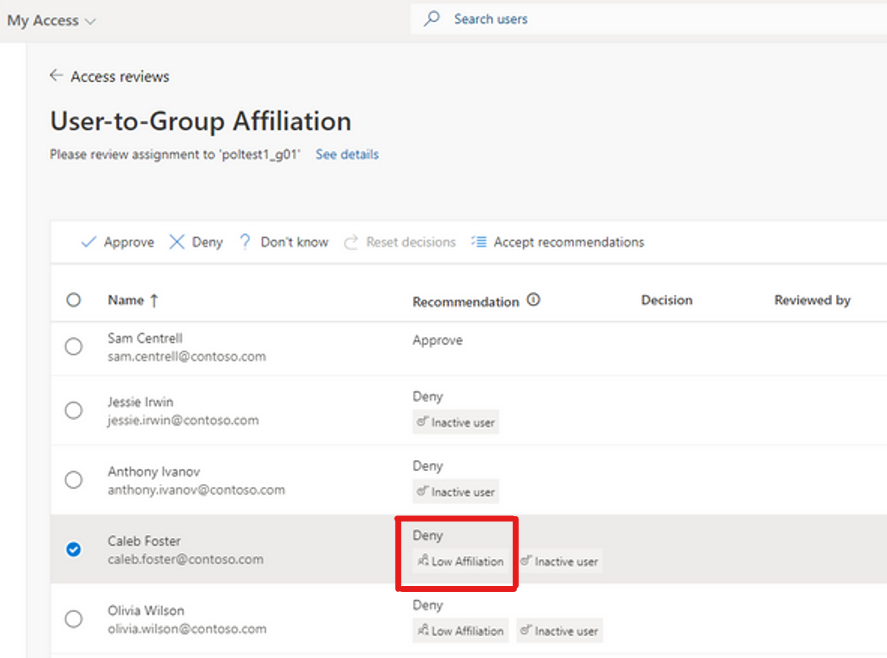 My Access
Search users
Access reviews
User-to-Group Affiliation
Please review assignment to 'poltest1_g01' See details
Approve Deny ? Don't know Reset decisions Accept recommendations
Name ↑ Recommendation Decision Reviewed by
Sam Centrell Approve
sam.centrell@contoso.com
Jessie Irwin Deny
jessie.irwin@contoso.com Inactive user
Anthony Ivanov Deny
anthony.ivanov@contoso.com Inactive user
Caleb Foster Deny
caleb.foster@contoso.com Low Affiliation Inactive user
Olivia Wilson Deny
olivia.wilson@contoso.com Low Affiliation Inactive user